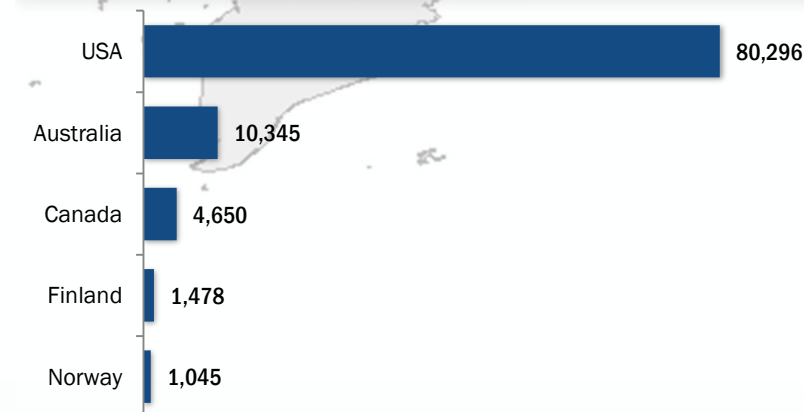 USA 80,296
Australia 10,345
Canada 4,650
Finland 1,478
Norway 1,045